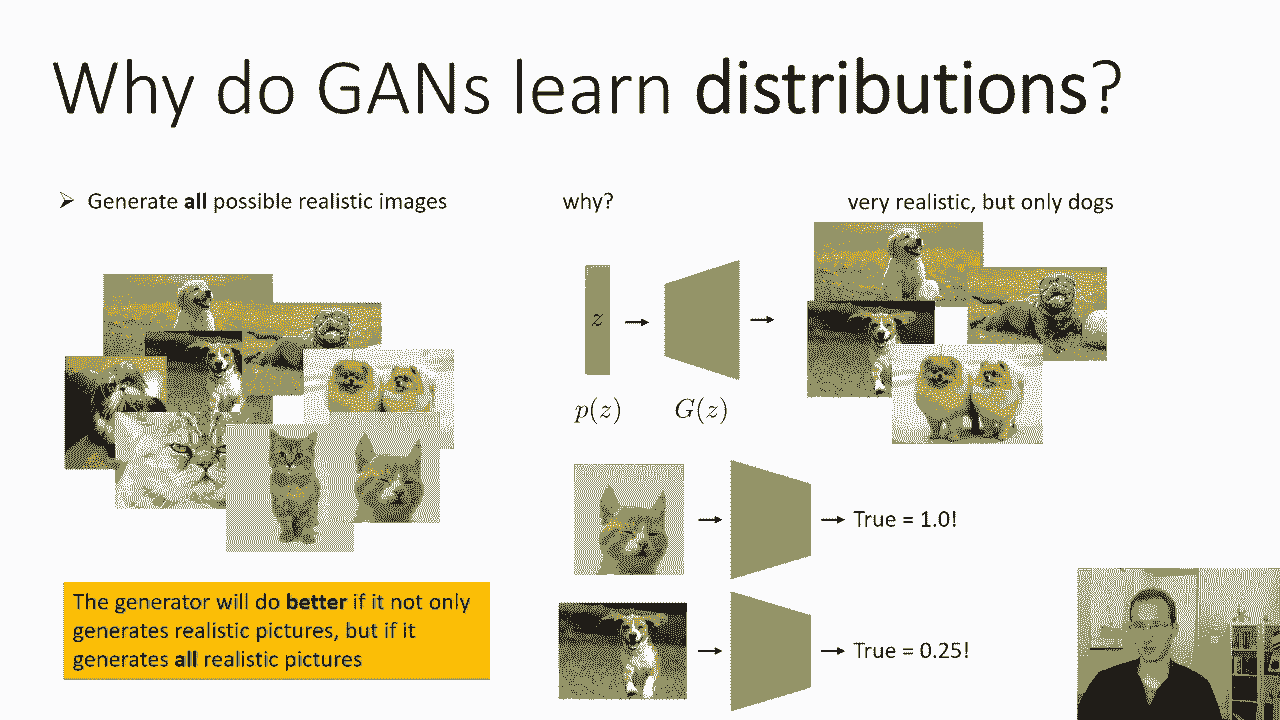 Why do GANs learn distributions?
➢ Generate all possible realistic images
why?
very realistic, but only dogs
z
p(z)
G(z)
True = 1.0!
True = 0.25!
The generator will do better if it not only
generates realistic pictures, but if it
generates all realistic pictures